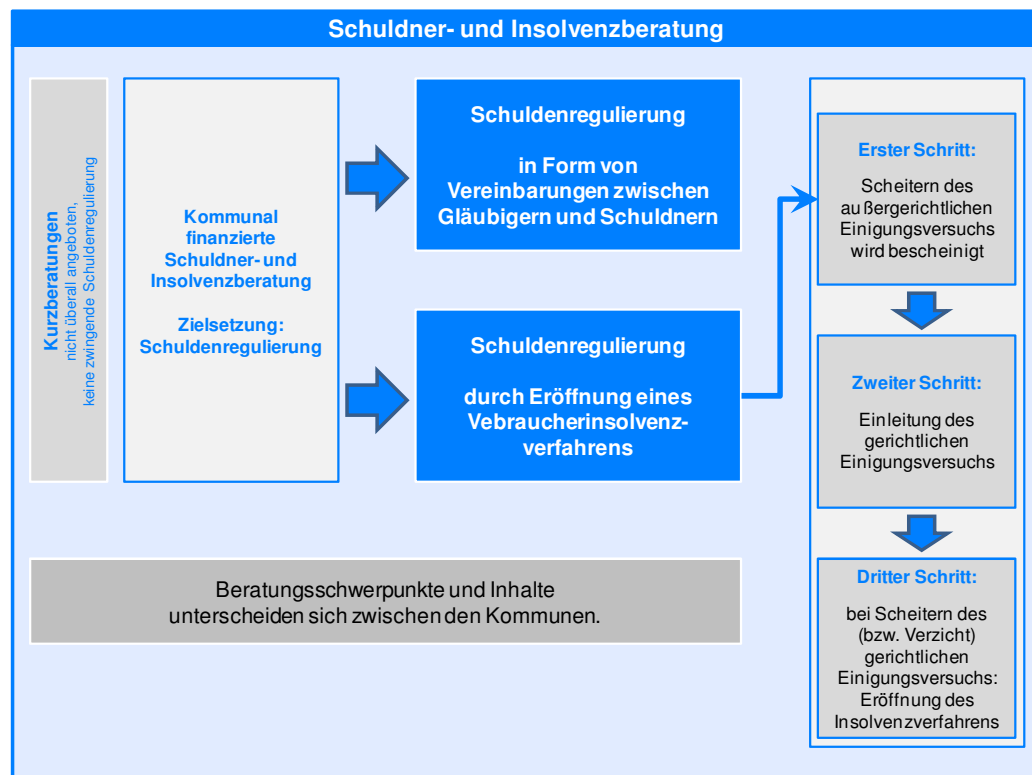 Schuldner- und Insolvenzberatung
Kurzberatungen
nicht überall angeboten,
keine zwingende Schuldenregulierung
Kommunal
finanzierte
Schuldner- und
Insolvenzberatung
Zielsetzung:
Schuldenregulierung
Schuldenregulierung
in Form von
Vereinbarungen zwischen
Gläubigern und Schuldnern
Schuldenregulierung
durch Eröffnung eines
Vebraucherinsolvenz-
verfahrens
Erster Schritt:
Scheitern des
außergerichtlichen
Einigungsversuchs
wird bescheinigt
Zweiter Schritt:
Einleitung des
gerichtlichen
Einigungsversuchs
Dritter Schritt:
bei Scheitern des
(bzw. Verzicht)
gerichtlichen
Einigungsversuchs:
Eröffnung des
Insolvenzverfahrens
Beratungsschwerpunkte und Inhalte
unterscheiden sich zwischen den Kommunen.